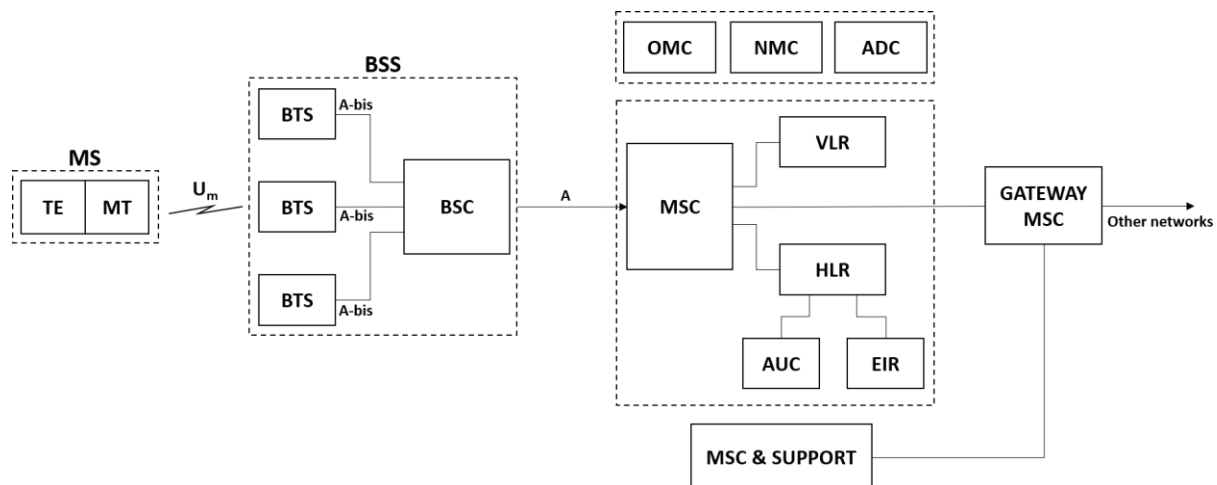 MS
TE
MT
Um
BSS
BTS
A-bis
BTS
A-bis
BTS
A-bis
BSC
A
OMC
NMC
ADC
MSC
VLR
HLR
AUC
EIR
GATEWAY
MSC
Other networks
MSC & SUPPORT